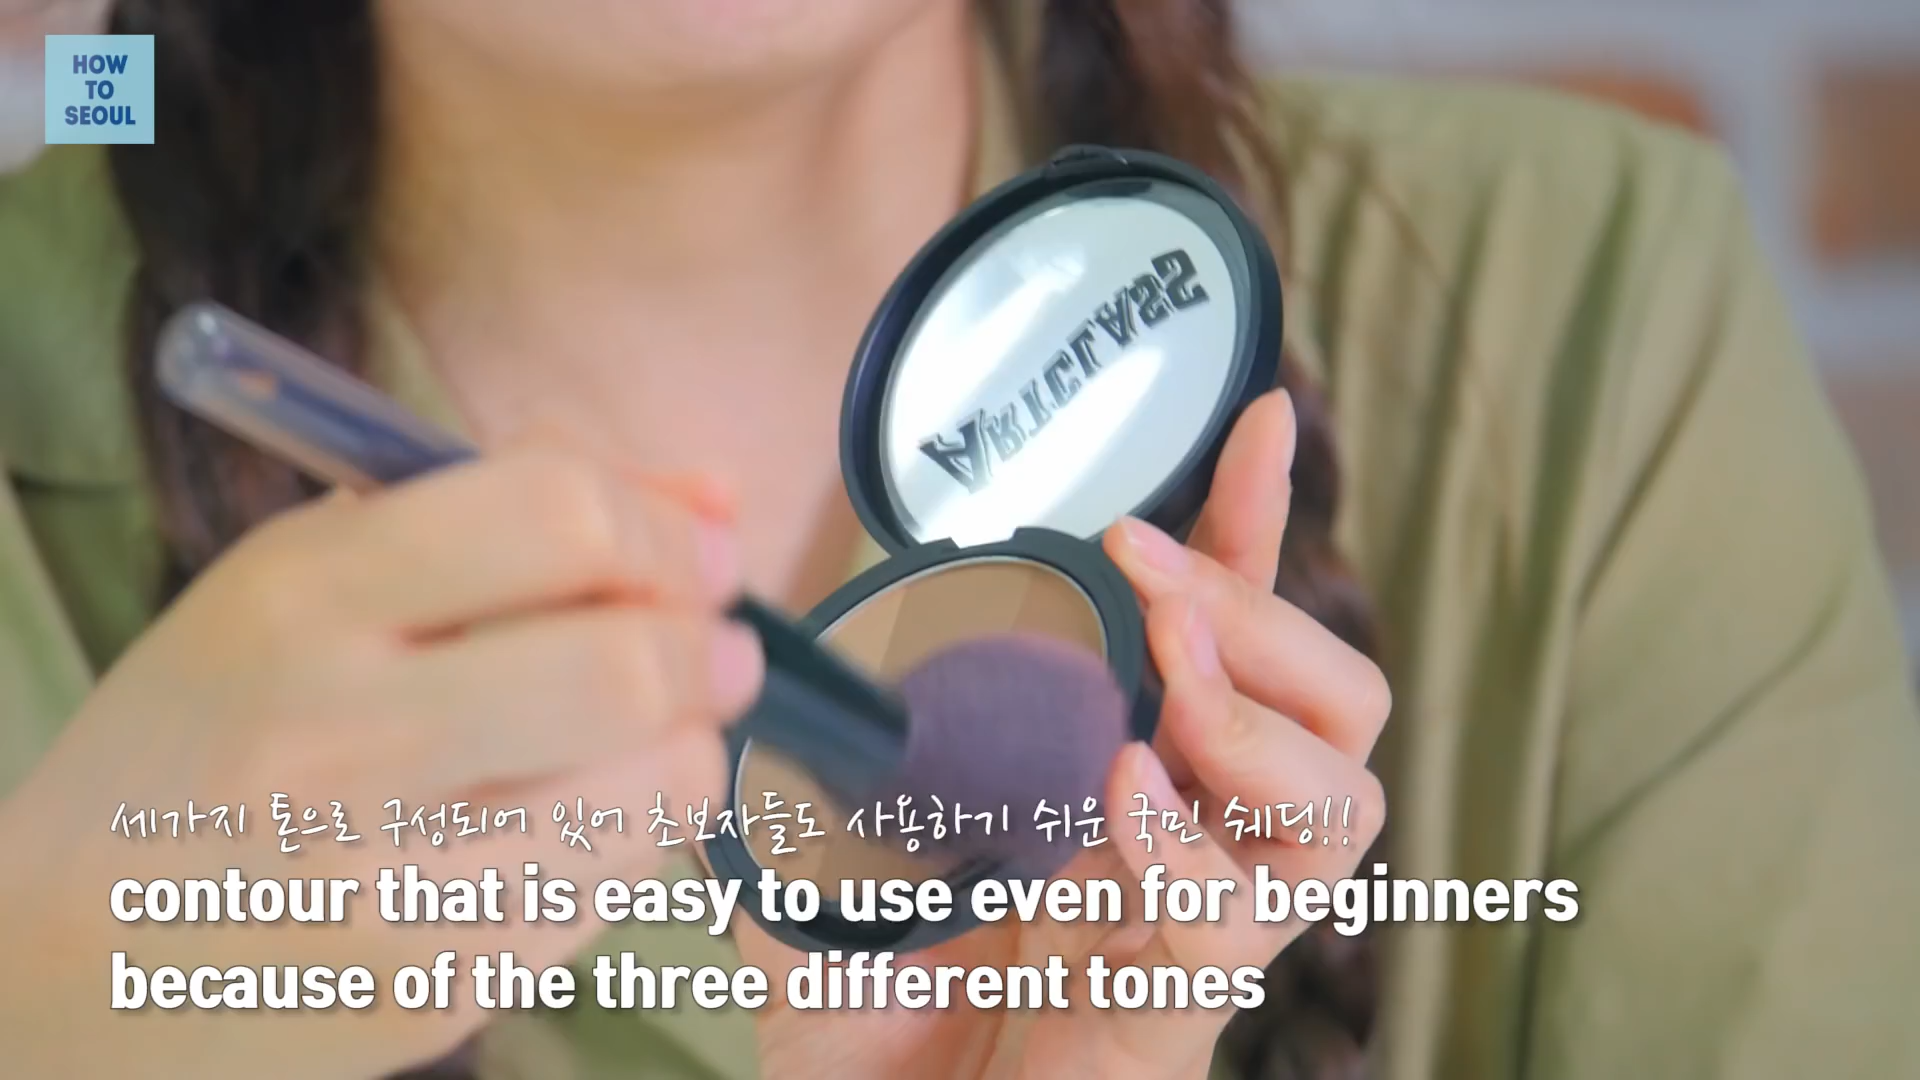 HOW
TO
SEOUL
ARTCLASS
세가지 톤으로 구성되어 있어 초보자들도 사용하기 쉬운 국민 쉐딩!!
contour that is easy to use even for beginners
because of the three different tones